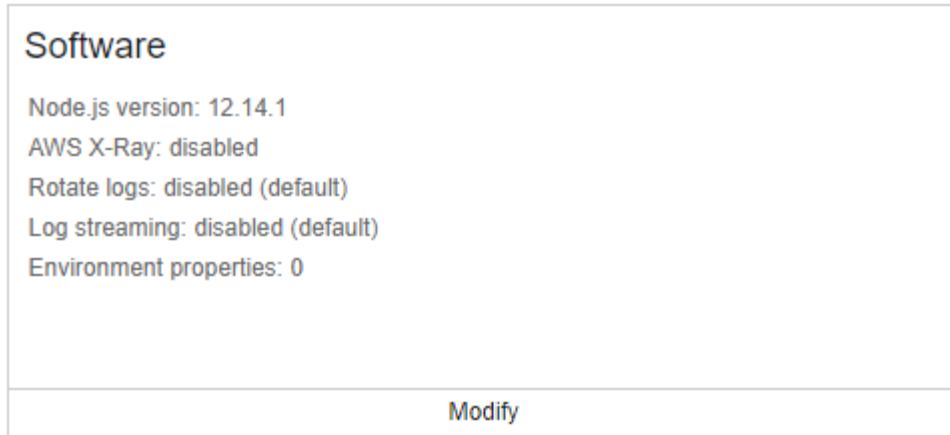 Software
Node.js version: 12.14.1
AWS X-Ray: disabled
Rotate logs: disabled (default)
Log streaming: disabled (default)
Environment properties: 0
Modify